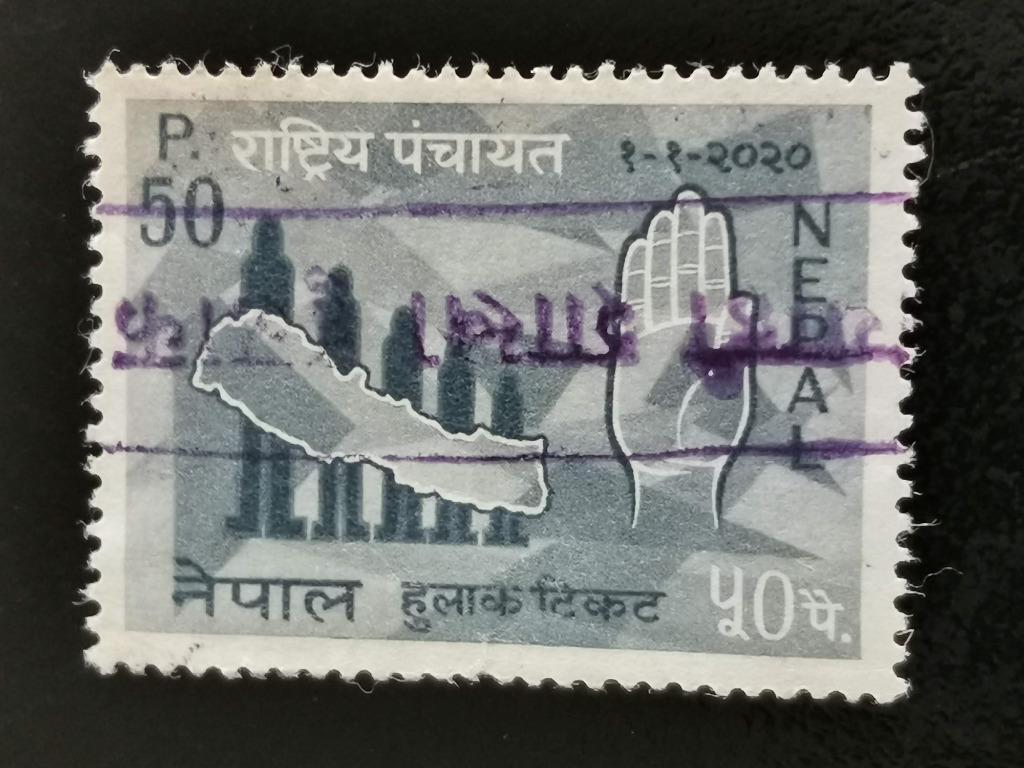 P. राष्ट्रिय पंचायत १-१-२०२०
50
NEPAL
नेपाल हुलाक टिकट ५० पै.